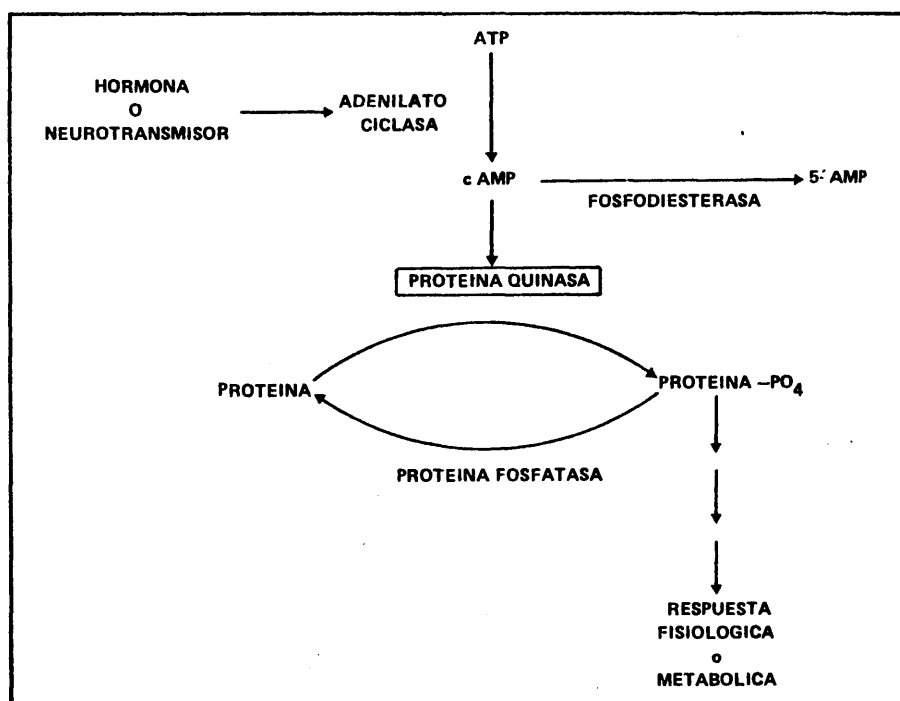 ATP
HORMONA
O
NEUROTRANSMISOR
ADENILATO
CICLASA
c AMP
FOSFODIESTERASA
5-´ AMP
PROTEINA QUINASA
PROTEINA
PROTEINA –PO4
PROTEINA FOSFATASA
RESPUESTA
FISIOLOGICA
o
METABOLICA